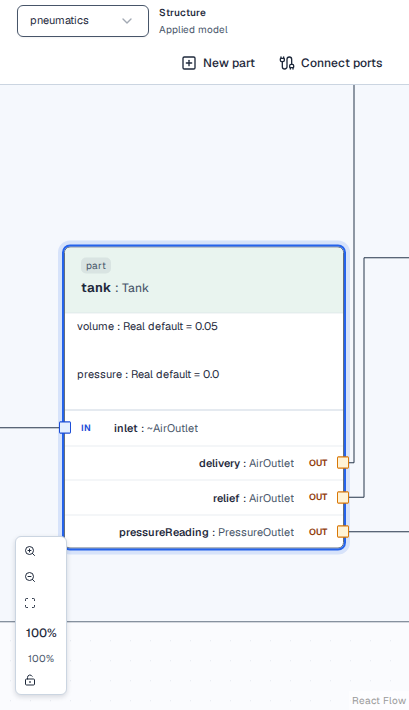 pneumatics
Structure
Applied model
New part
Connect ports
part
tank : Tank
volume : Real default = 0.05
pressure : Real default = 0.0
IN inlet : ~AirOutlet
delivery : AirOutlet OUT
relief : AirOutlet OUT
pressureReading : PressureOutlet OUT
100%
100%
React Flow